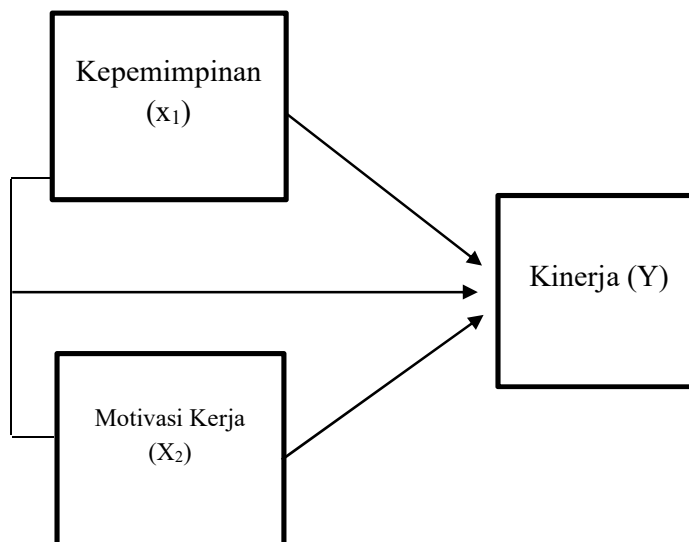 Kepemimpinan
(x₁)
Kinerja (Y)
Motivasi Kerja
(X₂)